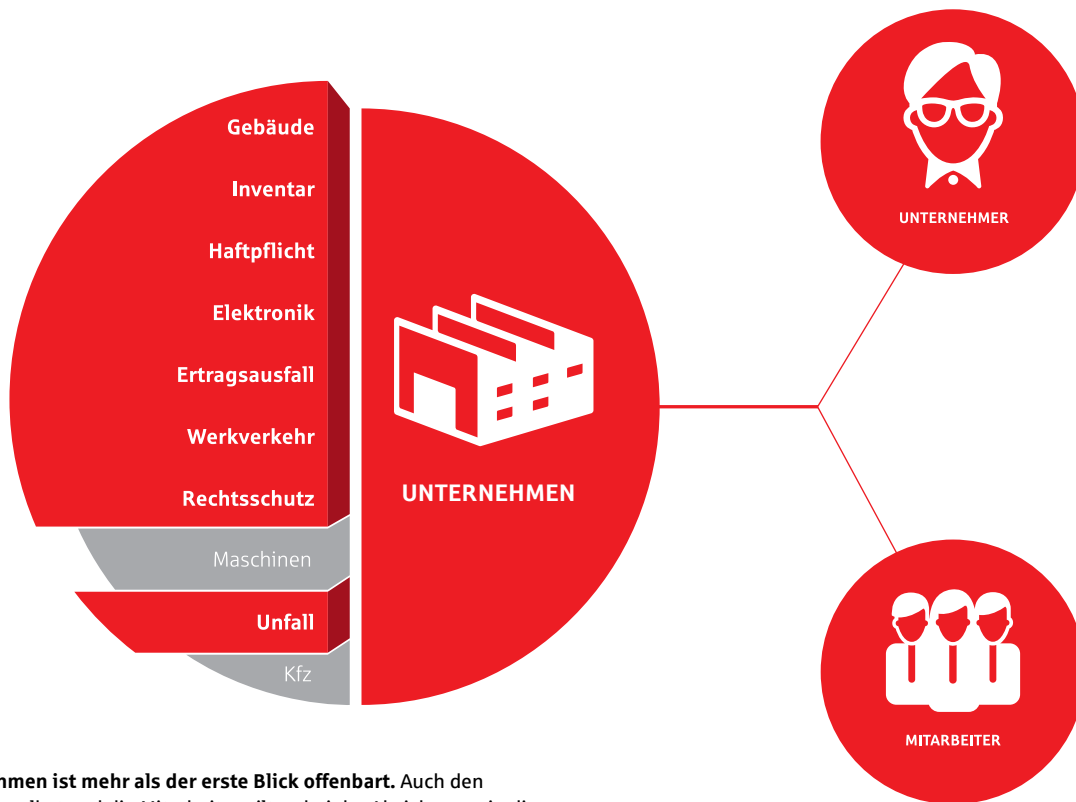 Gebäude
Inventar
Haftpflicht
Elektronik
Ertragsausfall
Werkverkehr
Rechtsschutz
Maschinen
Unfall
Kfz
UNTERNEHMEN
UNTERNEHMER
MITARBEITER
ist mehr als der erste Blick offenbart. Auch den